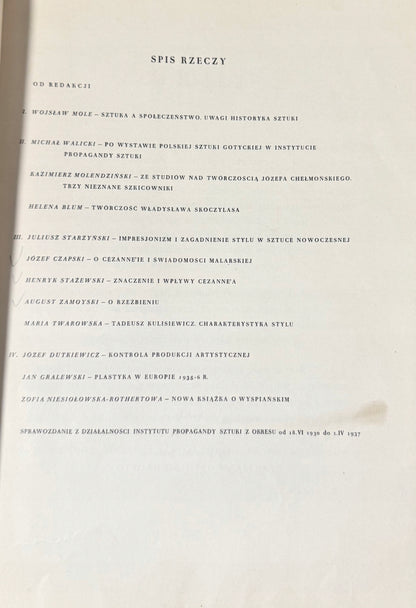 SPIS RZECZY
OD REDAKCJI
I. WOJSŁAW MOLE – SZTUKA A SPOŁECZEŃSTWO. UWAGI HISTORYKA SZTUKI
II. MICHAŁ WALICKI – PO WYSTAWIE POLSKIEJ SZTUKI GOTYCKIEJ W INSTYTUCIE
PROPAGANDY SZTUKI
KAZIMIERZ MOLENDZIŃSKI – ZE STUDIÓW NAD TWÓRCZOŚCIĄ JÓZEFA CHEŁMOŃSKIEGO.
TRZY NIEZNANE SZKICOWNIKI
HELENA BLUM – TWÓRCZOŚĆ WŁADYSŁAWA SKOCZYLASA
III. JULIUSZ STARZYŃSKI – IMPRESJONIZM I ZAGADNIENIE STYLU W SZTUCE NOWOCZESNEJ
JÓZEF CZAPSKI – O CÉZANNE'IE I ŚWIADOMOŚCI MALARSKIEJ
HENRYK STAŻEWSKI – ZNACZENIE I WPŁYWY CÉZANNE'A
AUGUST ZAMOYSKI – O RZEŹBIENIU
MARIA TWAROWSKA – TADEUSZ KULISIEWICZ. CHARAKTERYSTYKA STYLU
IV. JÓZEF DUTKIEWICZ – KONTROLA PRODUKCJI ARTYSTYCZNEJ
JAN GRALEWSKI – PLASTYKA W EUROPIE 1935-6 R.
ZOFIA NIESIOŁOWSKA-ROTHERTOWA – NOWA KSIĄŻKA O WYSPIAŃSKIM
SPRAWOZDANIE Z DZIAŁALNOŚCI INSTYTUTU PROPAGANDY SZTUKI Z OKRESU od 18.VI 1936 do 1.IV 1937